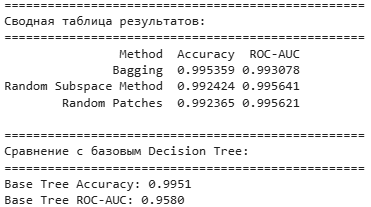 ==================================================
Сводная таблица результатов:
==================================================
Method Accuracy ROC-AUC
Bagging 0.995359 0.993078
Random Subspace Method 0.992424 0.995641
Random Patches 0.992365 0.995621
==================================================
Сравнение с базовым Decision Tree:
==================================================
Base Tree Accuracy: 0.9951
Base Tree ROC-AUC: 0.9580